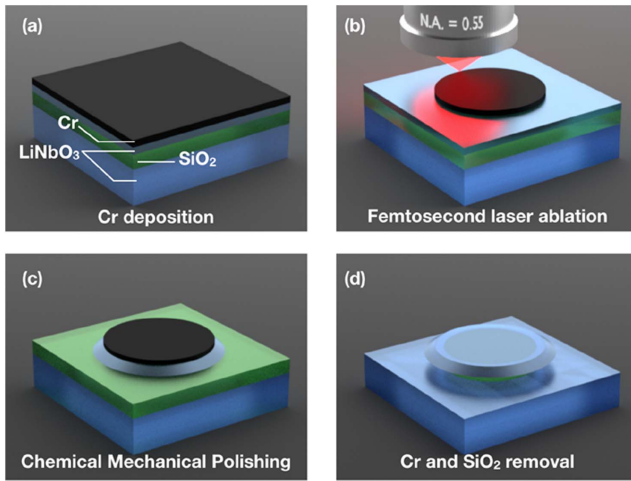 (a)
Cr
LiNbO₃
SiO₂
Cr deposition
(b)
N.A. = 0.55
Femtosecond laser ablation
(c)
Chemical Mechanical Polishing
(d)
Cr and SiO₂ removal